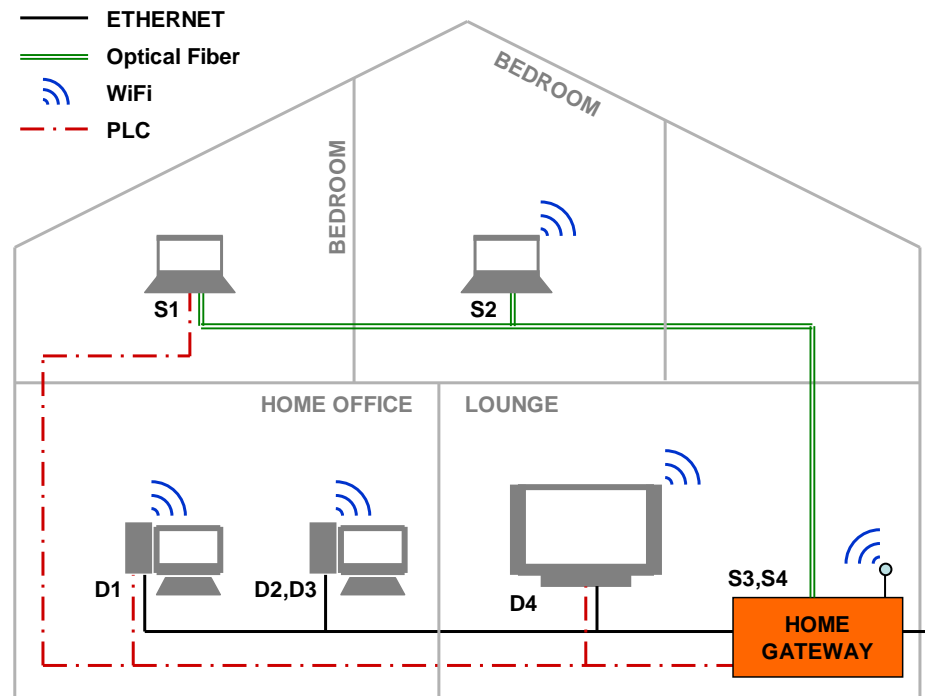 ETHERNET
Optical Fiber
WiFi
PLC
BEDROOM
BEDROOM
S1
S2
HOME OFFICE
LOUNGE
D1
D2,D3
D4
S3,S4
HOME
GATEWAY